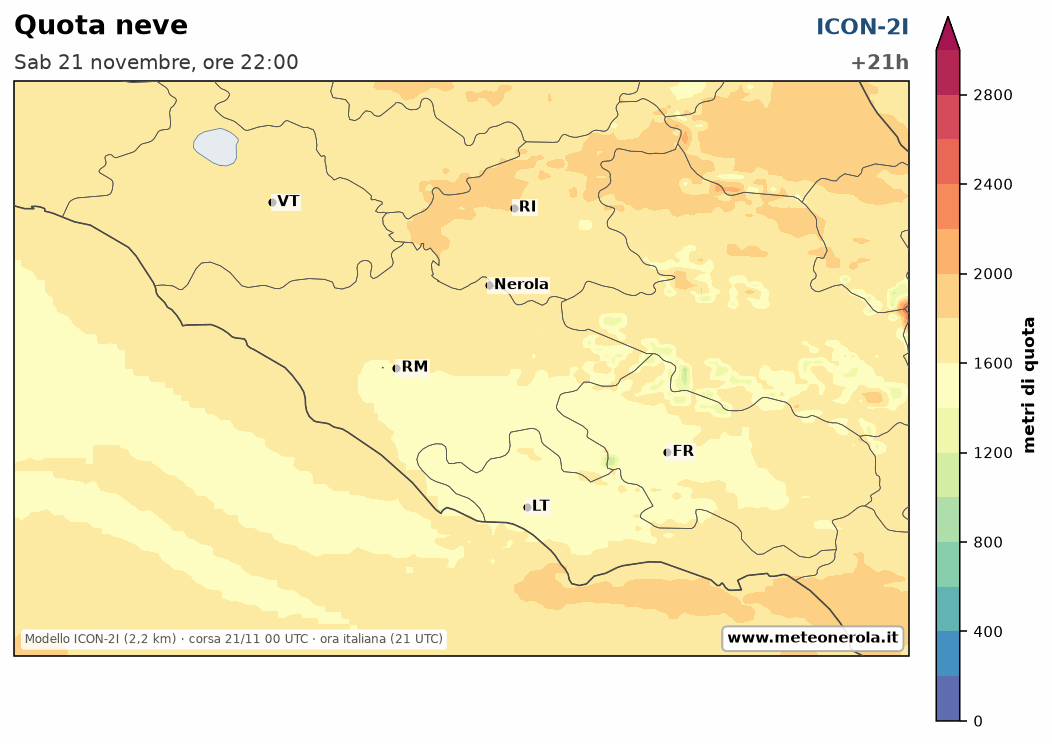 Quota neve
ICON-2I
Sab 21 novembre, ore 22:00
+21h
VT
RI
Nerola
RM
FR
LT
Modello ICON-2I (2,2 km) · corsa 21/11 00 UTC · ora italiana (21 UTC)
www.meteonerola.it
2800
2400
2000
1600
1200
800
400
0
metri di quota